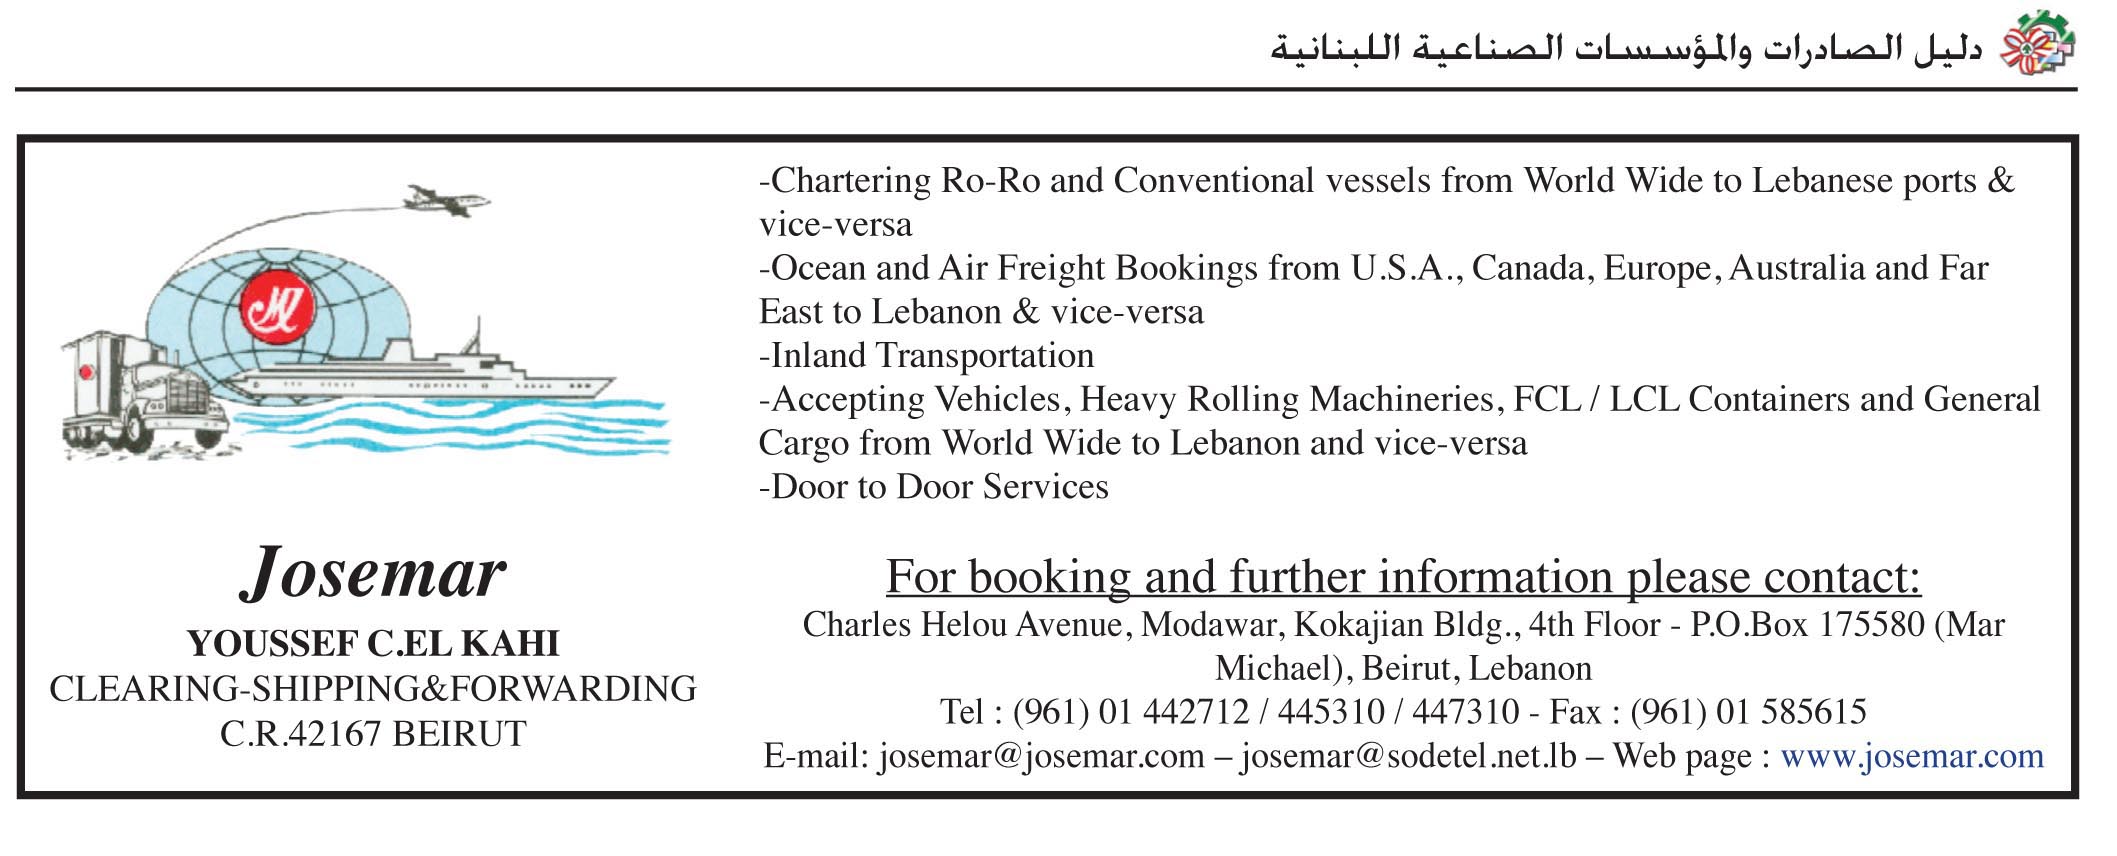 دليل الصادرات والمؤسسات الصناعية اللبنانية
-Chartering Ro-Ro and Conventional vessels from World Wide to Lebanese ports &
vice-versa
-Ocean and Air Freight Bookings from U.S.A., Canada, Europe, Australia and Far
East to Lebanon & vice-versa
-Inland Transportation
-Accepting Vehicles, Heavy Rolling Machineries, FCL / LCL Containers and General
Cargo from World Wide to Lebanon and vice-versa
-Door to Door Services
Josemar
YOUSSEF C.EL KAHI
CLEARING-SHIPPING&FORWARDING
C.R.42167 BEIRUT
For booking and further information please contact:
Charles Helou Avenue, Modawar, Kokajian Bldg., 4th Floor - P.O.Box 175580 (Mar
Michael), Beirut, Lebanon
Tel : (961) 01 442712 / 445310 / 447310 - Fax : (961) 01 585615
E-mail: josemar@josemar.com – josemar@sodetel.net.lb – Web page : www.josemar.com